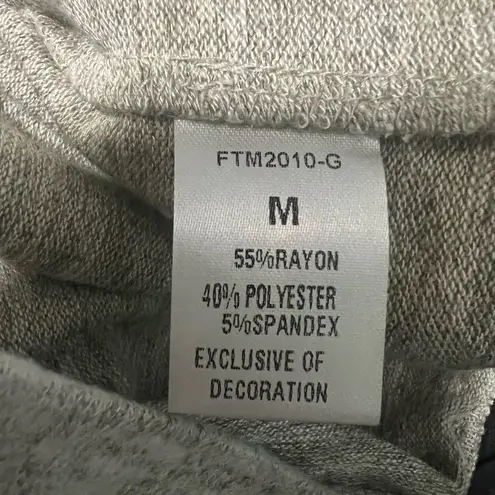 FTM2010-G
M
55%RAYON
40% POLYESTER
5%SPANDEX
EXCLUSIVE OF
DECORATION